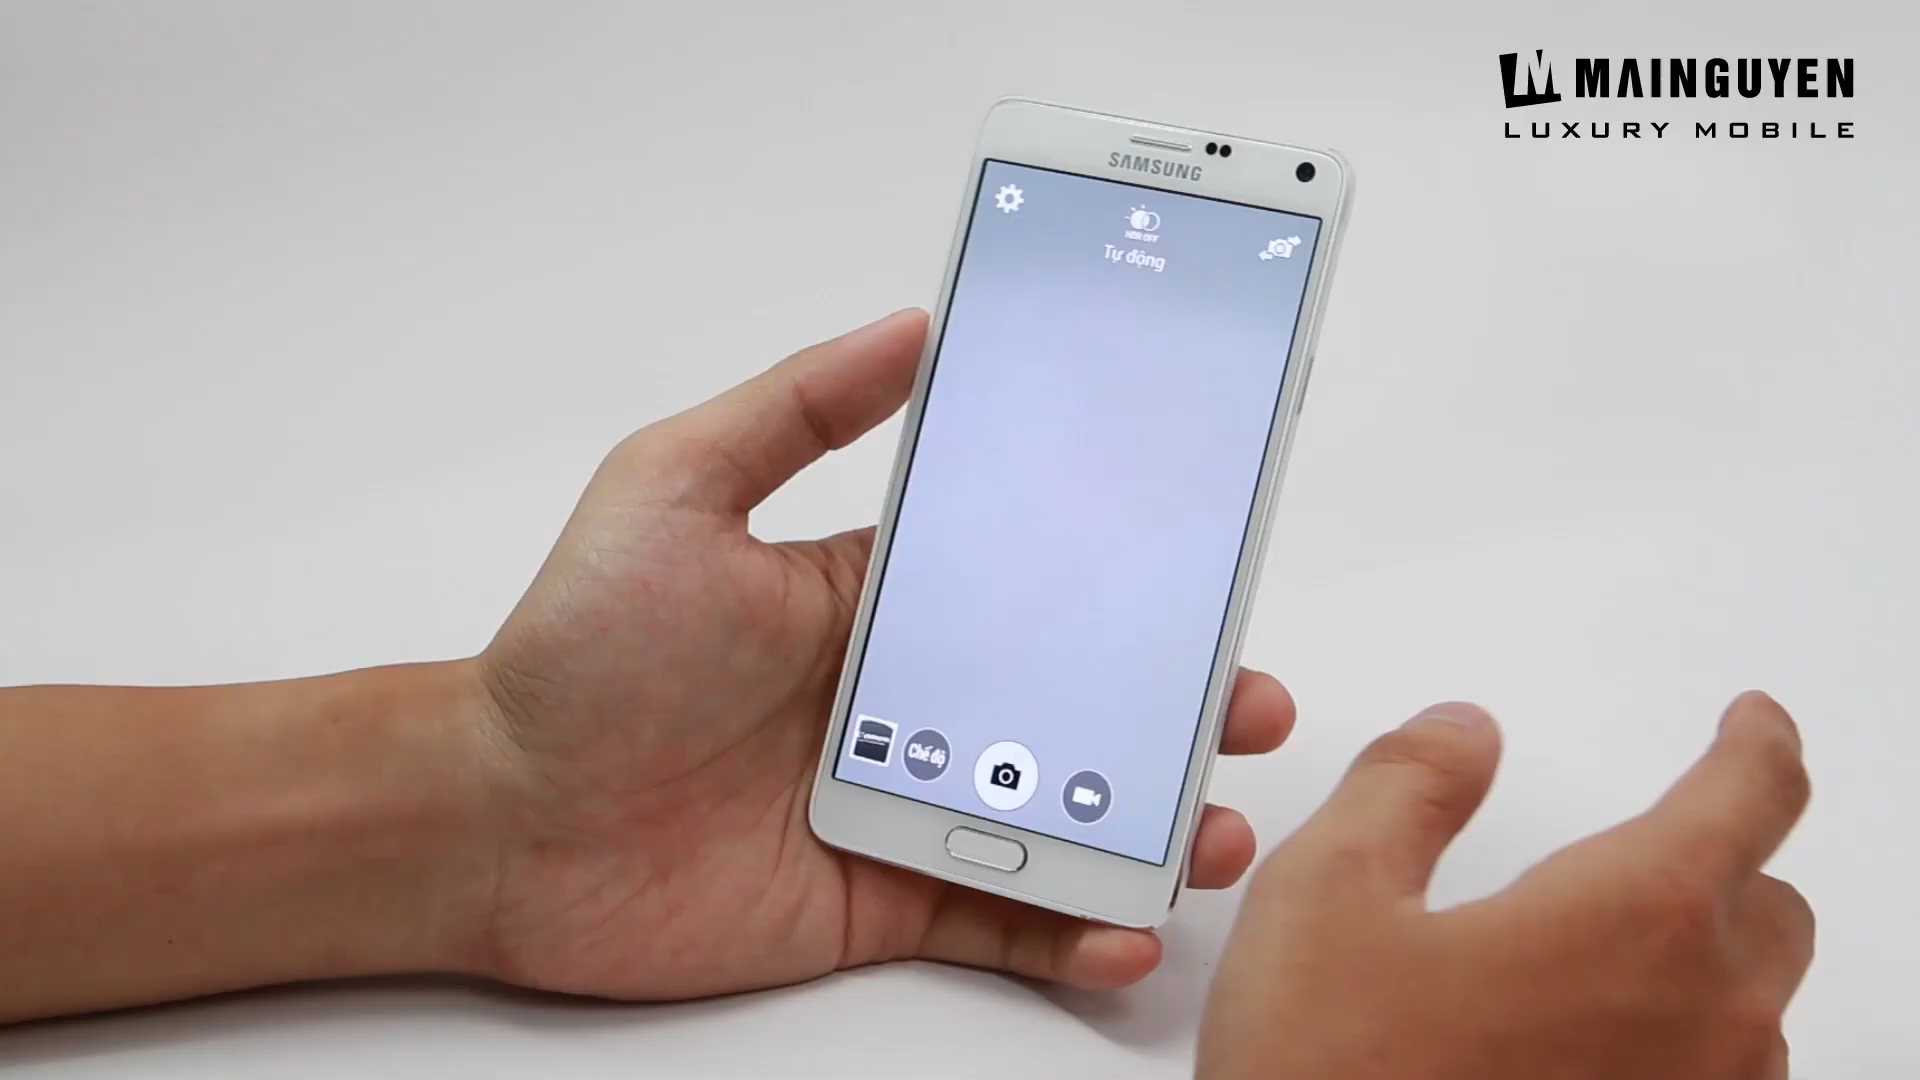 MAINGUYEN
LUXURY MOBILE
SAMSUNG
HDR OFF
Tự động
Chế độ